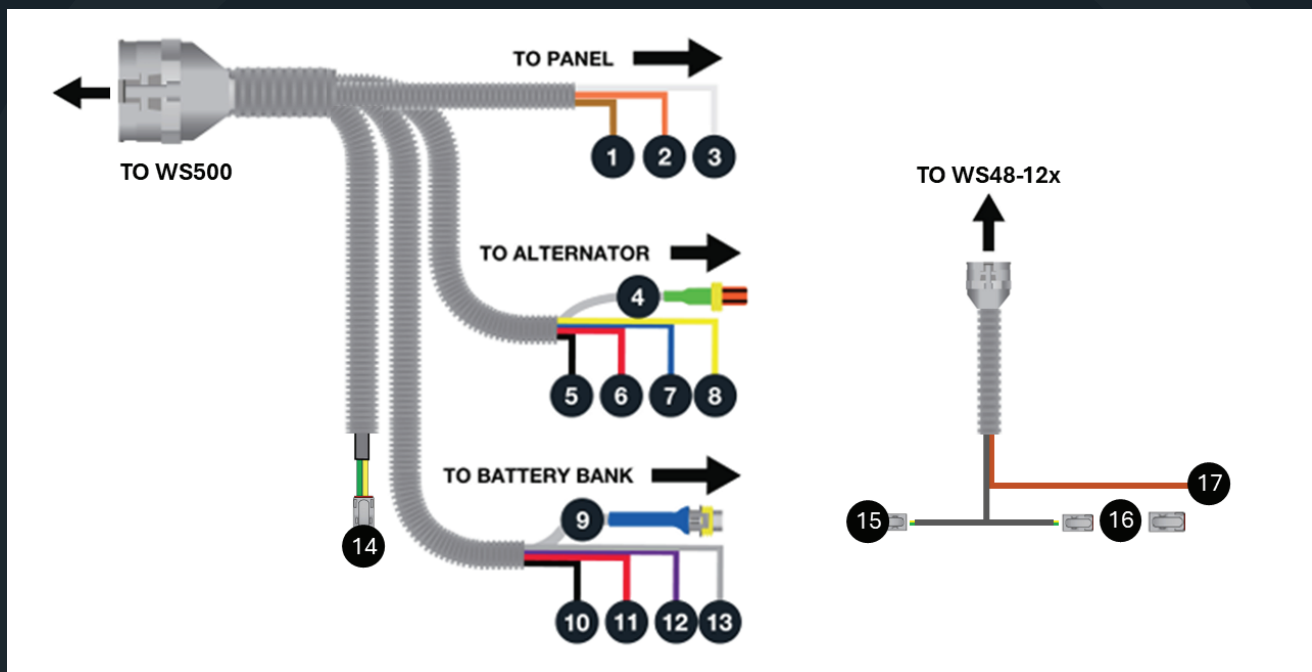 TO PANEL
TO WS500
1 2 3
TO WS48-12x
TO ALTERNATOR
4
5 6 7 8
TO BATTERY BANK
17
9
15 16
14
10 11 12 13